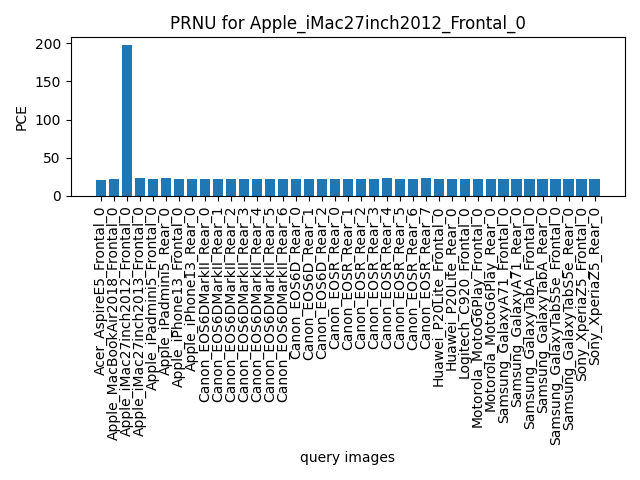 PRNU for Apple_iMac27inch2012_Frontal_0
PCE
200
150
100
50
0
Acer_AspireE5_Frontal_0
Apple_MacBookAir2018_Frontal_0
Apple_iMac27inch2012_Frontal_0
Apple_iMac27inch2013_Frontal_0
Apple_iPadmini5_Frontal_0
Apple_iPadmini5_Rear_0
Apple_iPhone13_Frontal_0
Apple_iPhone13_Rear_0
Canon_EOS6DMarkII_Rear_0
Canon_EOS6DMarkII_Rear_1
Canon_EOS6DMarkII_Rear_2
Canon_EOS6DMarkII_Rear_3
Canon_EOS6DMarkII_Rear_4
Canon_EOS6DMarkII_Rear_5
Canon_EOS6DMarkII_Rear_6
Canon_EOS6D_Rear_0
Canon_EOS6D_Rear_1
Canon_EOS6D_Rear_2
Canon_EOSR_Rear_0
Canon_EOSR_Rear_1
Canon_EOSR_Rear_2
Canon_EOSR_Rear_3
Canon_EOSR_Rear_4
Canon_EOSR_Rear_5
Canon_EOSR_Rear_6
Canon_EOSR_Rear_7
Huawei_P20Lite_Frontal_0
Huawei_P20Lite_Rear_0
Logitech_C920_Frontal_0
Motorola_MotoG6Play_Frontal_0
Motorola_MotoG6Play_Rear_0
Samsung_GalaxyA71_Frontal_0
Samsung_GalaxyA71_Rear_0
Samsung_GalaxyTabA_Frontal_0
Samsung_GalaxyTabA_Rear_0
Samsung_GalaxyTabS5e_Frontal_0
Samsung_GalaxyTabS5e_Rear_0
Sony_XperiaZ5_Frontal_0
Sony_XperiaZ5_Rear_0
query images